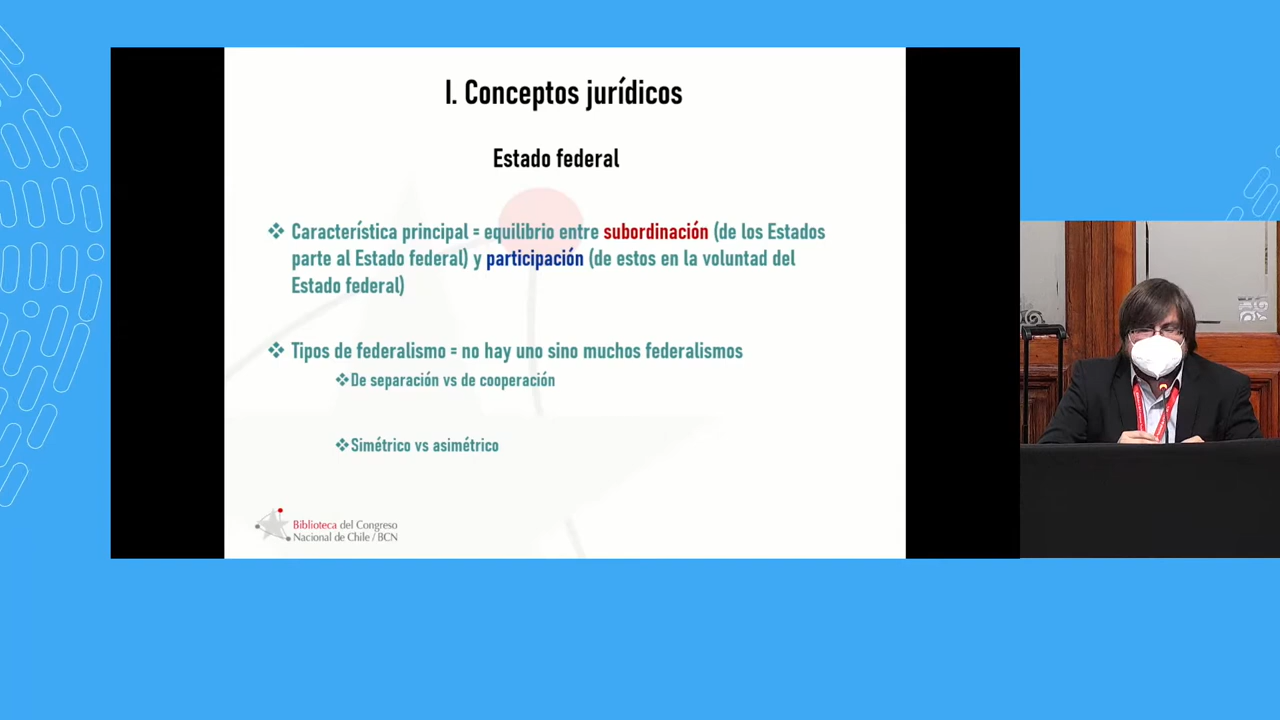 I. Conceptos jurídicos
Estado federal
❖ Característica principal = equilibrio entre subordinación (de los Estados
parte al Estado federal) y participación (de estos en la voluntad del
Estado federal)
❖ Tipos de federalismo = no hay uno sino muchos federalismos
❖De separación vs de cooperación
❖Simétrico vs asimétrico
Biblioteca del Congreso
Nacional de Chile / BCN